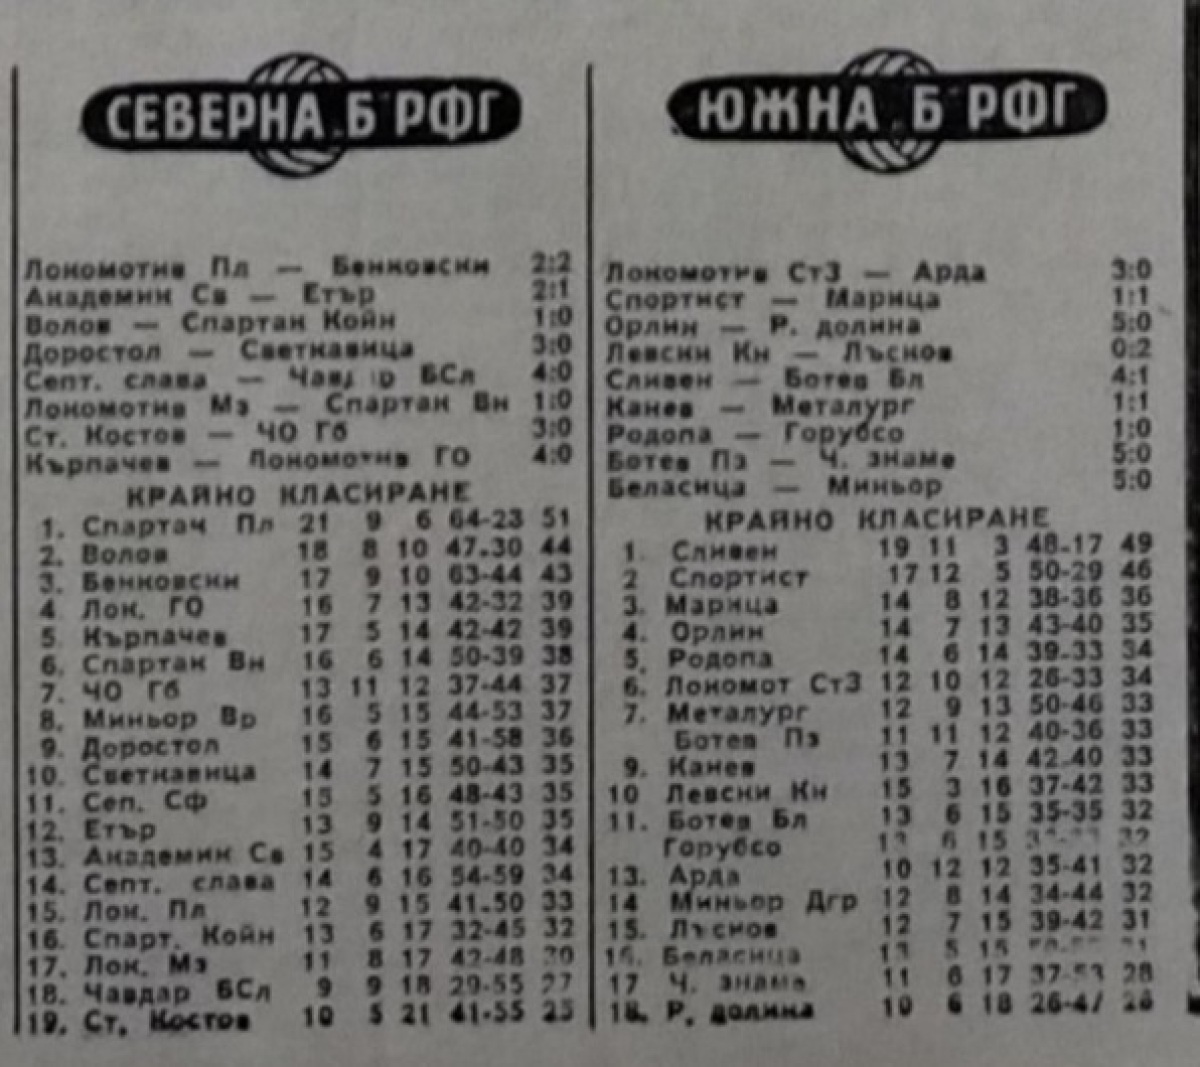 СЕВЕРНА Б РФГ
Локомотив Пл — Бенковски 2:2
Академик Св — Етър 2:1
Волов — Спартак Койн 1:0
Доростол — Светкавица 3:0
Септ. слава — Чавдар БСл 4:0
Локомотив Мз — Спартак Вн 1:0
Ст. Костов — ЧО Гб 3:0
Кърпачев — Локомотив ГО 4:0
КРАЙНО КЛАСИРАНЕ
1. Спартак Пл 21 9 6 64-23 51
2. Волов 18 8 10 47-30 44
3. Бенковски 17 9 10 63-44 43
4. Лок. ГО 16 7 13 42-32 39
5. Кърпачев 17 5 14 42-42 39
6. Спартак Вн 16 6 14 50-39 38
7. ЧО Гб 13 11 12 37-44 37
8. Миньор Вр 16 5 15 44-53 37
9. Доростол 15 6 15 41-58 36
10. Светкавица 14 7 15 50-43 35
11. Сеп. Сф 15 5 16 48-43 35
12. Етър 13 9 14 51-50 35
13. Академик Св 15 4 17 40-40 34
14. Септ. слава 14 6 16 54-59 34
15. Лок. Пл 12 9 15 41-50 33
16. Спарт. Койн 13 6 17 32-45 32
17. Лок. Мз 11 8 17 42-48 30
18. Чавдар БСл 9 9 18 29-55 27
19. Ст. Костов 10 5 21 41-55 25
ЮЖНА Б РФГ
Локомотив СтЗ — Арда 3:0
Спортист — Марица 1:1
Орлин — Р. долина 5:0
Левски Кн — Лъсков 0:2
Сливен — Ботев Бл 4:1
Канев — Металург 1:1
Родопа — Горубсо 1:0
Ботев Пз — Ч. знаме 5:0
Беласица — Миньор 5:0
КРАЙНО КЛАСИРАНЕ
1. Сливен 19 11 3 48-17 49
2 Спортист 17 12 5 50-29 46
3. Марица 14 8 12 38-36 36
4. Орлин 14 7 13 43-40 35
5. Родопа 14 6 14 39-33 34
6. Локомот СтЗ 12 10 12 26-33 34
7. Металург 12 9 13 50-46 33
Ботев Пз 11 11 12 40-36 33
9. Канев 13 7 14 42-40 33
10 Левски Кн 15 3 16 37-42 33
11. Ботев Бл 13 6 15 35-35 32
Горубсо 13 6 15 32
13. Арда 10 12 12 35-41 32
14 Миньор Дгр 12 8 14 34-44 32
15. Лъсков 12 7 15 39-42 31
16. Беласица 13 5 16 31
17 Ч. знаме 11 6 17 37-53 28
18. Р. долина 10 6 18 26-47 26